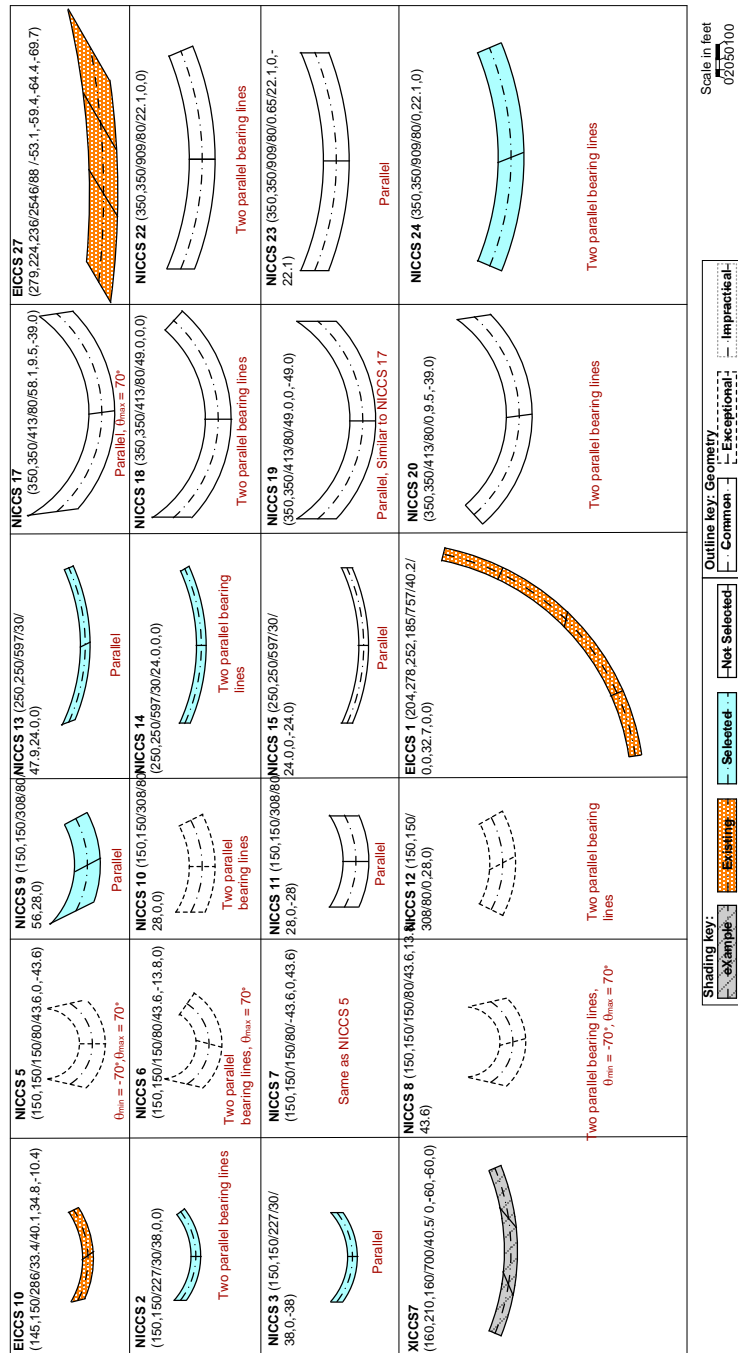 EICCS 10
(145,150/286/33.4/40.1,34.8,-10.4)
NICCS 5
(150,150/150/80/43.6,0,-43.6)
θmin = -70°,θmax = 70°
NICCS 9 (150,150/308/80/
56,28,0)
Parallel
NICCS 13 (250,250/597/30/
47.9,24.0,0)
Parallel
NICCS 17
(350,350/413/80/58.1,9.5,-39.0)
Parallel, θmax = 70°
EICCS 27
(279,224,236/2546/88 /-53.1,-59.4,-64.4,-69.7)
NICCS 2
(150,150/227/30/38,0,0)
Two parallel bearing lines
NICCS 6
(150,150/150/80/43.6,-13.8,0)
Two parallel
bearing lines, θmax = 70°
NICCS 10 (150,150/308/80/
28,0,0)
Two parallel
bearing lines
NICCS 14
(250,250/597/30/24.0,0,0)
Two parallel bearing
lines
NICCS 18 (350,350/413/80/49.0,0,0)
Two parallel bearing lines
NICCS 22 (350,350/909/80/22.1,0,0)
Two parallel bearing lines
NICCS 3 (150,150/227/30/
38,0,-38)
Parallel
NICCS 7
(150,150/150/80/-43.6,0,43.6)
Same as NICCS 5
NICCS 11 (150,150/308/80/
28,0,-28)
Parallel
NICCS 15 (250,250/597/30/
24.0,0,-24.0)
Parallel
NICCS 19
(350,350/413/80/49.0,0,-49.0)
Parallel, Similar to NICCS 17
NICCS 23 (350,350/909/80/0.65/22.1,0,-
22.1)
Parallel
XICCS7
(160,210,160/700/40.5/ 0,-60,-60,0)
NICCS 8 (150,150/150/80/43.6,13.8,-
43.6)
Two parallel bearing lines,
θmin = -70°, θmax = 70°
NICCS 12 (150,150/
308/80/0,28,0)
Two parallel bearing
lines
EICCS 1 (204,278,252,185/757/40.2/
0,0,32.7,0,0)
NICCS 20
(350,350/413/80/0,9.5,-39.0)
Two parallel bearing lines
NICCS 24 (350,350/909/80/0,22.1,0)
Two parallel bearing lines
Shading key:
eXample
Existing
Selected
Not Selected
Outline key: Geometry
Common
Exceptional
Impractical
Scale in feet
02050100